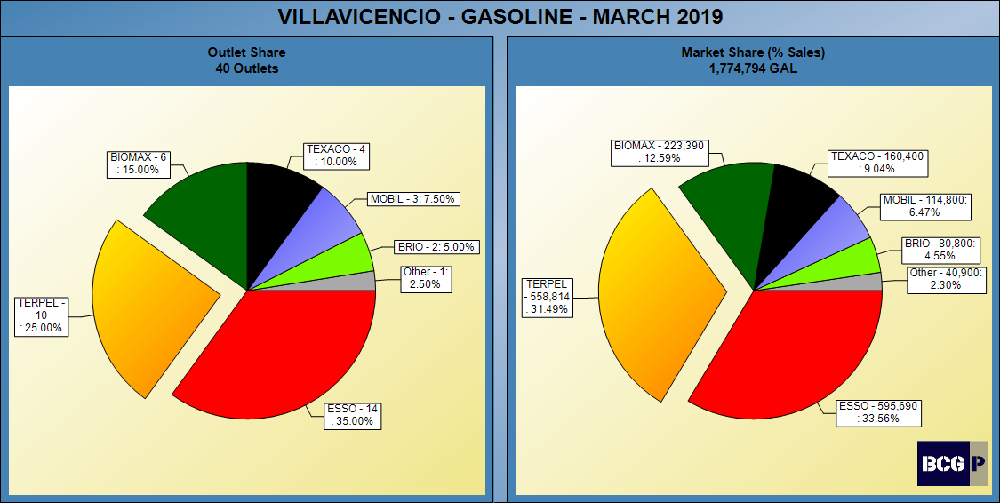 VILLAVICENCIO - GASOLINE - MARCH 2019
Outlet Share
40 Outlets
BIOMAX - 6
: 15.00%
TEXACO - 4
: 10.00%
MOBIL - 3: 7.50%
BRIO - 2: 5.00%
Other - 1:
2.50%
TERPEL -
10
: 25.00%
ESSO - 14
: 35.00%
Market Share (% Sales)
1,774,794 GAL
BIOMAX - 223,390
: 12.59%
TEXACO - 160,400
: 9.04%
MOBIL - 114,800:
6.47%
BRIO - 80,800:
4.55%
Other - 40,900:
2.30%
TERPEL
- 558,814
: 31.49%
ESSO - 595,690
: 33.56%
BCG P